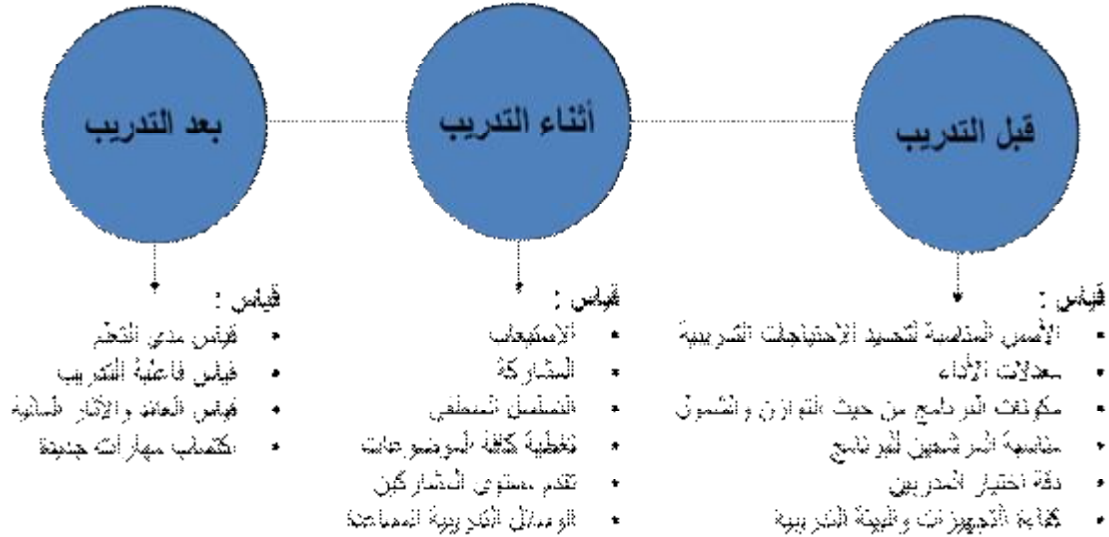 قبل التدريب
قياس :
• الأسس المناسبة لتحديد الاحتياجات التدريبية
• معدلات الأداء
• مكونات البرنامج من حيث التوازن والشمول
• مناسبة المرشحين للبرنامج
• دقة اختيار المدربين
• كفاءة التجهيزات والبيئة التدريبية
أثناء التدريب
قياس :
• الاستيعاب
• المشاركة
• التسلسل المنطقي
• تغطية كافة الموضوعات
• تقدم مستوى المشاركين
• الوسائل التدريبية المساعدة
بعد التدريب
قياس :
• قياس مدى التعلم
• قياس فاعلية التدريب
• قياس العائد والآثار المالية
• اكتساب مهارات جديدة